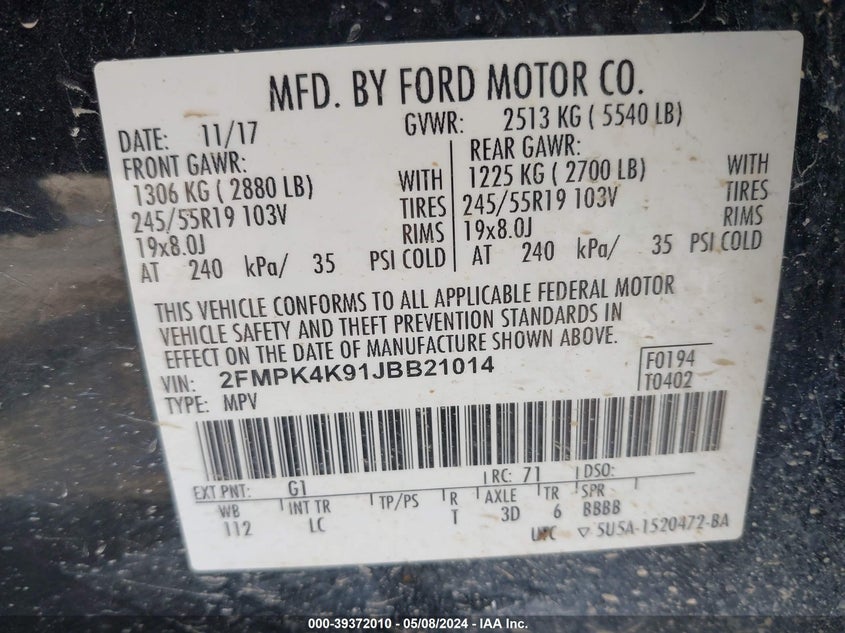 MFD. BY FORD MOTOR CO.
DATE: 11/17 GVWR: 2513 KG ( 5540 LB)
FRONT GAWR: REAR GAWR:
1306 KG ( 2880 LB) WITH 1225 KG ( 2700 LB) WITH
245/55R19 103V TIRES 245/55R19 103V TIRES
19x8.0J RIMS 19x8.0J RIMS
AT 240 kPa/ 35 PSI COLD AT 240 kPa/ 35 PSI COLD
THIS VEHICLE CONFORMS TO ALL APPLICABLE FEDERAL MOTOR
VEHICLE SAFETY AND THEFT PREVENTION STANDARDS IN
EFFECT ON THE DATE OF MANUFACTURE SHOWN ABOVE.
VIN: 2FMPK4K91JBB21014 F0194
TYPE: MPV T0402
EXT PNT: G1 RC: 71 DSO:
WB INT TR TP/PS R AXLE TR SPR
112 LC T 3D 6 BBBB
UTC ▽ 5U5A-1520472-BA
000-39372010 - 05/08/2024 - IAA Inc.